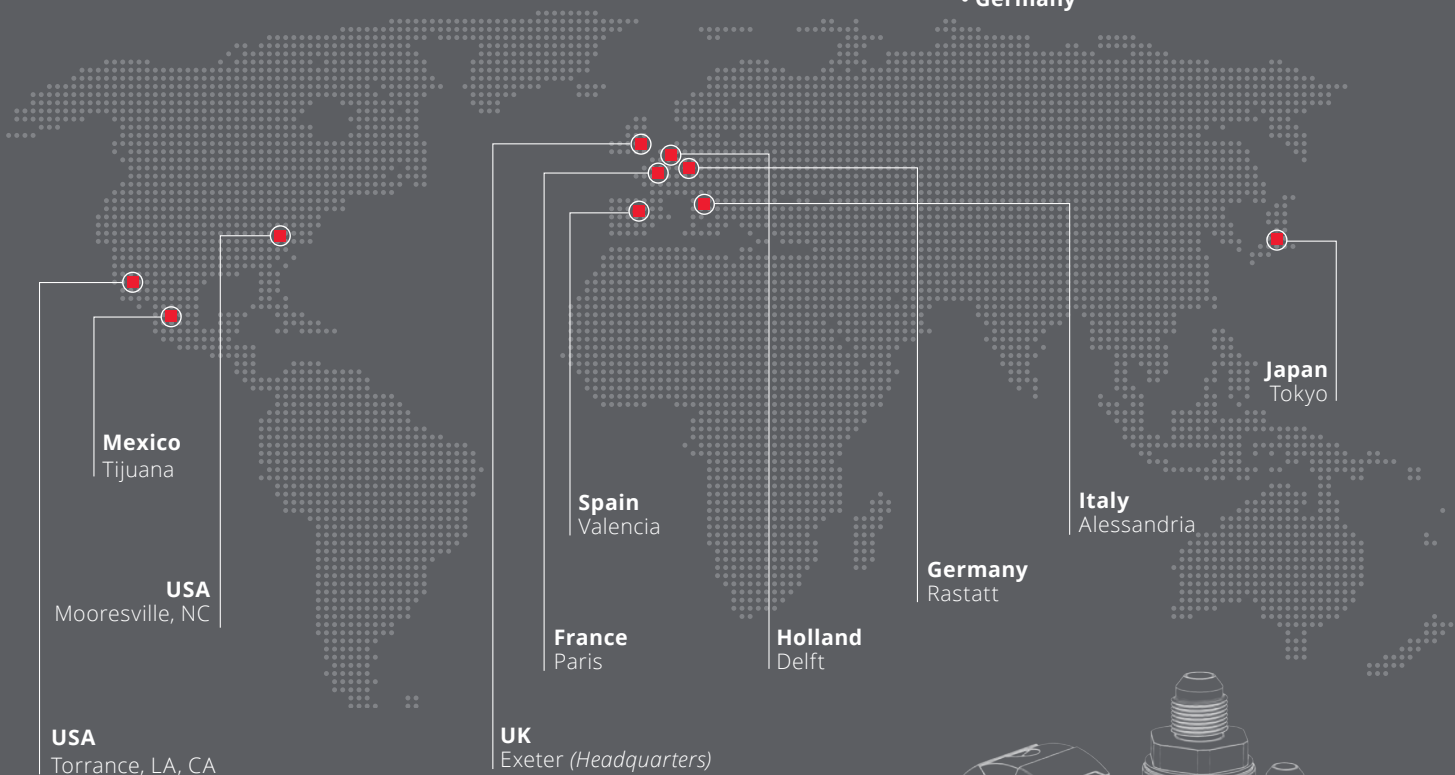 • Germany
Japan
Tokyo
Mexico
Tijuana
Spain
Valencia
Italy
Alessandria
Germany
Rastatt
USA
Mooresville, NC
France
Paris
Holland
Delft
UK
Exeter (Headquarters)
USA
Torrance, LA, CA